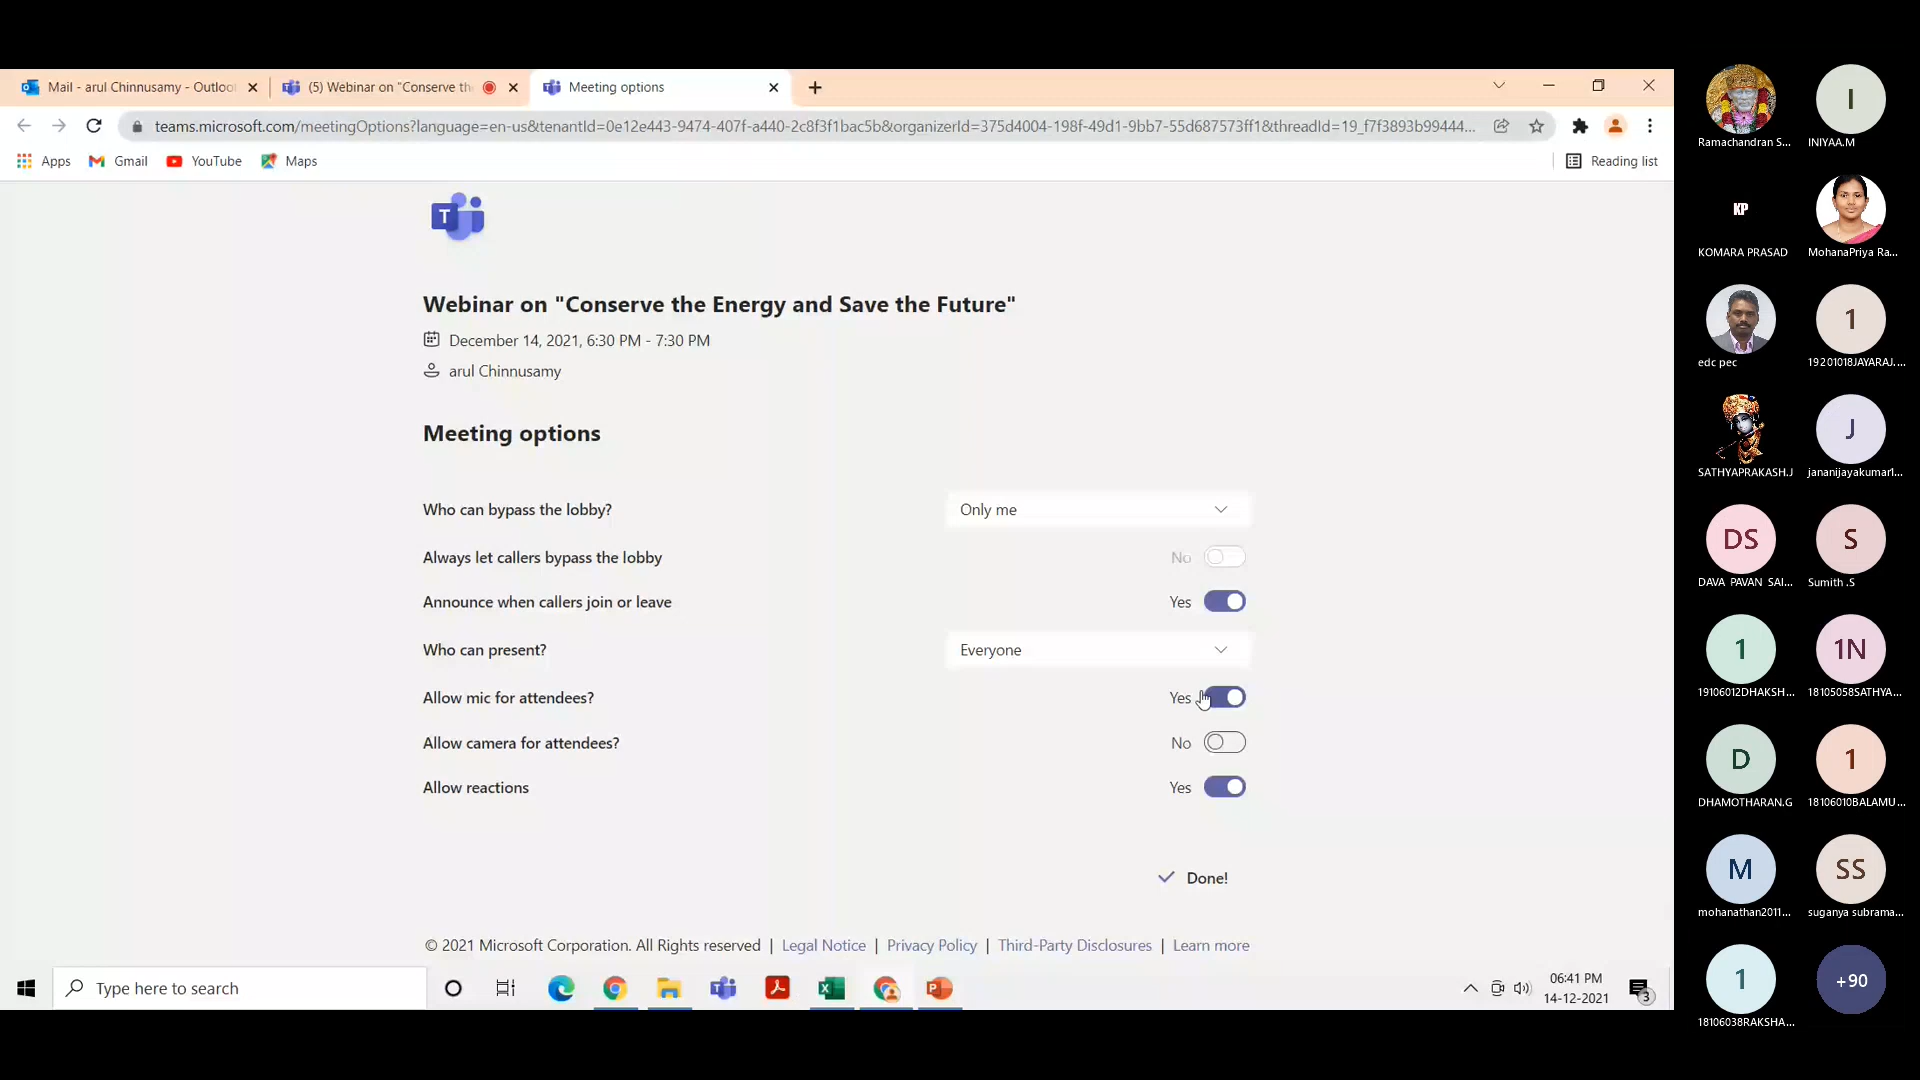 Mail - arul Chinnusamy - Outloo
(5) Webinar on "Conserve th
Meeting options
teams.microsoft.com/meetingOptions?language=en-us&tenantId=0e12e443-9474-407f-a440-2c8f3f1bac5b&organizerId=375d4004-198f-49d1-9bb7-55d687573ff1&threadId=19_f7f3893b99444...
Apps
Gmail
YouTube
Maps
Reading list
T
Webinar on "Conserve the Energy and Save the Future"
December 14, 2021, 6:30 PM - 7:30 PM
arul Chinnusamy
Meeting options
Who can bypass the lobby?
Only me
Always let callers bypass the lobby
No
Announce when callers join or leave
Yes
Who can present?
Everyone
Allow mic for attendees?
Yes
Allow camera for attendees?
No
Allow reactions
Yes
Done!
© 2021 Microsoft Corporation. All Rights reserved | Legal Notice | Privacy Policy | Third-Party Disclosures | Learn more
Type here to search
06:41 PM
14-12-2021
3
Ramachandran S...
I
INIYAA.M
KP
KOMARA PRASAD
MohanaPriya Ra...
edc pec
1
19201018JAYARAJ....
SATHYAPRAKASH.J
J
jananijayakumar1...
DS
DAVA PAVAN SAI...
S
Sumith .S
1
19106012DHAKSH...
1N
18105058SATHYA...
D
DHAMOTHARAN.G
1
18106010BALAMU...
M
mohanathan2011...
SS
suganya subrama...
1
18106038RAKSHA...
+90